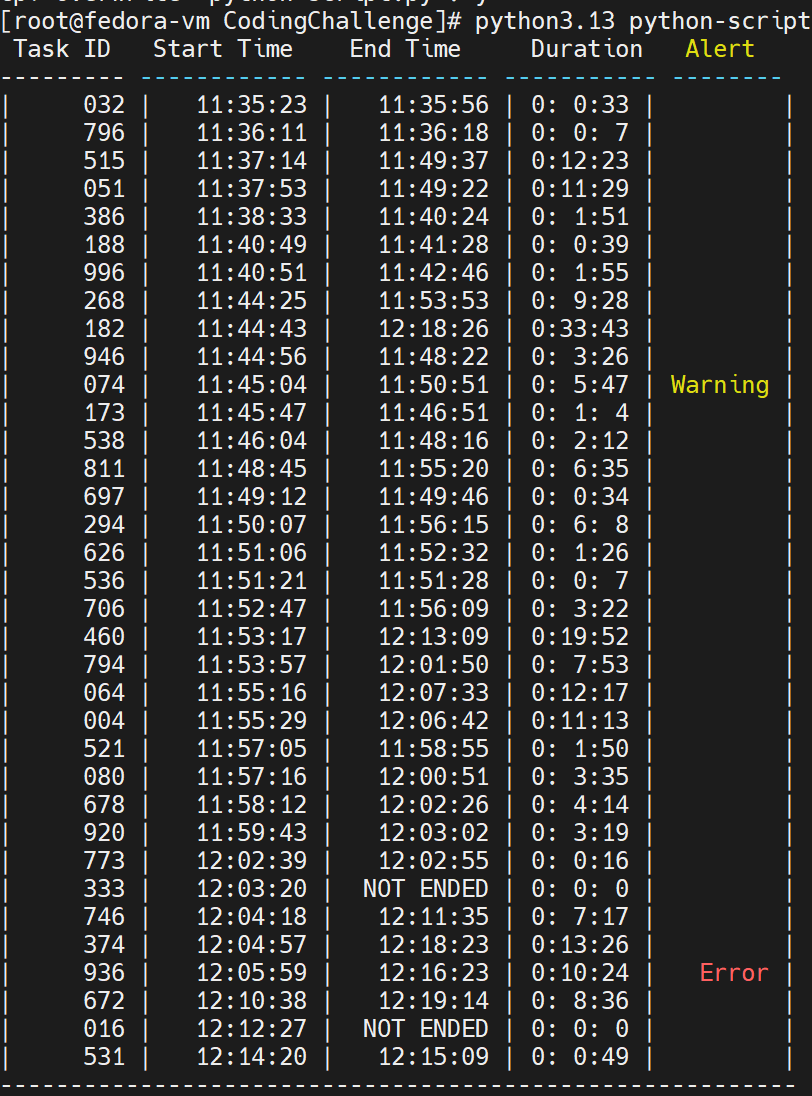 [root@fedora-vm CodingChallenge]# python3.13 python-script
Task ID Start Time End Time Duration Alert
--------- ------------ ------------ ----------- --------
| 032 | 11:35:23 | 11:35:56 | 0: 0:33 | |
| 796 | 11:36:11 | 11:36:18 | 0: 0: 7 | |
| 515 | 11:37:14 | 11:49:37 | 0:12:23 | |
| 051 | 11:37:53 | 11:49:22 | 0:11:29 | |
| 386 | 11:38:33 | 11:40:24 | 0: 1:51 | |
| 188 | 11:40:49 | 11:41:28 | 0: 0:39 | |
| 996 | 11:40:51 | 11:42:46 | 0: 1:55 | |
| 268 | 11:44:25 | 11:53:53 | 0: 9:28 | |
| 182 | 11:44:43 | 12:18:26 | 0:33:43 | |
| 946 | 11:44:56 | 11:48:22 | 0: 3:26 | |
| 074 | 11:45:04 | 11:50:51 | 0: 5:47 | Warning |
| 173 | 11:45:47 | 11:46:51 | 0: 1: 4 | |
| 538 | 11:46:04 | 11:48:16 | 0: 2:12 | |
| 811 | 11:48:45 | 11:55:20 | 0: 6:35 | |
| 697 | 11:49:12 | 11:49:46 | 0: 0:34 | |
| 294 | 11:50:07 | 11:56:15 | 0: 6: 8 | |
| 626 | 11:51:06 | 11:52:32 | 0: 1:26 | |
| 536 | 11:51:21 | 11:51:28 | 0: 0: 7 | |
| 706 | 11:52:47 | 11:56:09 | 0: 3:22 | |
| 460 | 11:53:17 | 12:13:09 | 0:19:52 | |
| 794 | 11:53:57 | 12:01:50 | 0: 7:53 | |
| 064 | 11:55:16 | 12:07:33 | 0:12:17 | |
| 004 | 11:55:29 | 12:06:42 | 0:11:13 | |
| 521 | 11:57:05 | 11:58:55 | 0: 1:50 | |
| 080 | 11:57:16 | 12:00:51 | 0: 3:35 | |
| 678 | 11:58:12 | 12:02:26 | 0: 4:14 | |
| 920 | 11:59:43 | 12:03:02 | 0: 3:19 | |
| 773 | 12:02:39 | 12:02:55 | 0: 0:16 | |
| 333 | 12:03:20 | NOT ENDED | 0: 0: 0 | |
| 746 | 12:04:18 | 12:11:35 | 0: 7:17 | |
| 374 | 12:04:57 | 12:18:23 | 0:13:26 | |
| 936 | 12:05:59 | 12:16:23 | 0:10:24 | Error |
| 672 | 12:10:38 | 12:19:14 | 0: 8:36 | |
| 016 | 12:12:27 | NOT ENDED | 0: 0: 0 | |
| 531 | 12:14:20 | 12:15:09 | 0: 0:49 | |
---------------------------------------------------------